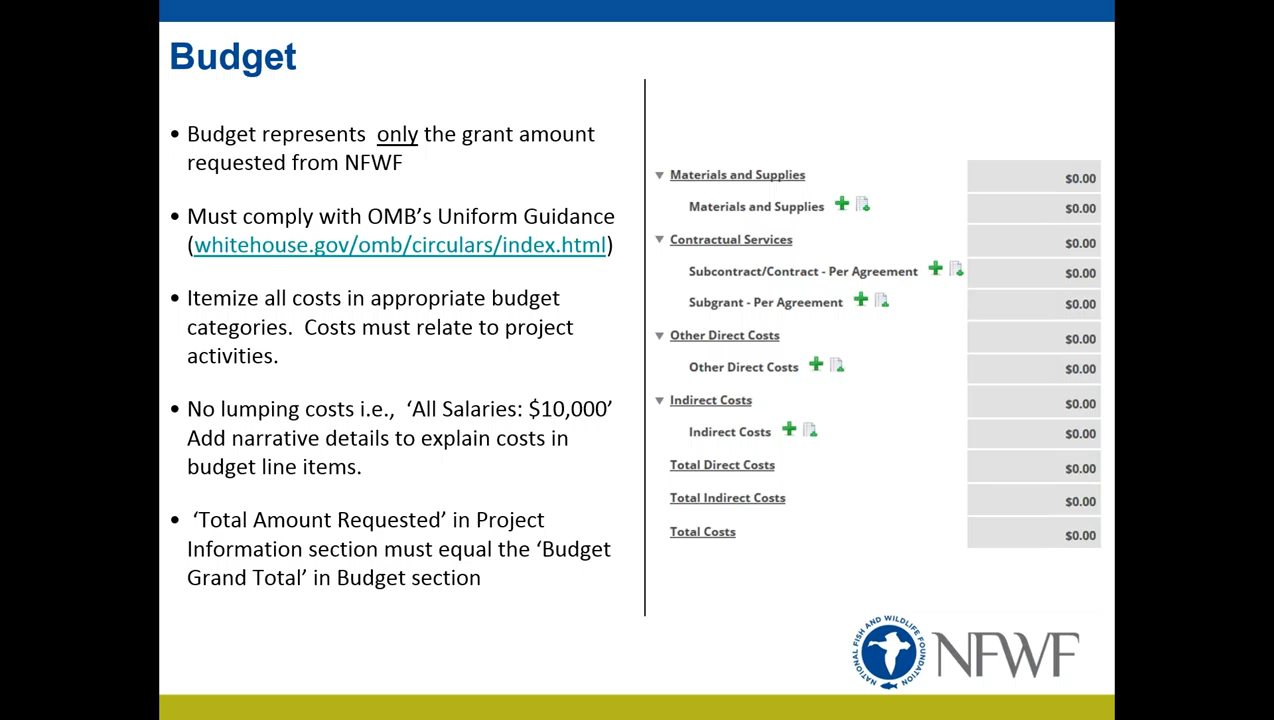 Budget
• Budget represents only the grant amount
requested from NFWF
• Must comply with OMB’s Uniform Guidance
(whitehouse.gov/omb/circulars/index.html)
• Itemize all costs in appropriate budget
categories. Costs must relate to project
activities.
• No lumping costs i.e., ‘All Salaries: $10,000’
Add narrative details to explain costs in
budget line items.
• ‘Total Amount Requested’ in Project
Information section must equal the ‘Budget
Grand Total’ in Budget section
Materials and Supplies $0.00
Materials and Supplies $0.00
Contractual Services $0.00
Subcontract/Contract - Per Agreement $0.00
Subgrant - Per Agreement $0.00
Other Direct Costs $0.00
Other Direct Costs $0.00
Indirect Costs $0.00
Indirect Costs $0.00
Total Direct Costs $0.00
Total Indirect Costs $0.00
Total Costs $0.00
NATIONAL FISH AND WILDLIFE FOUNDATION
NFWF